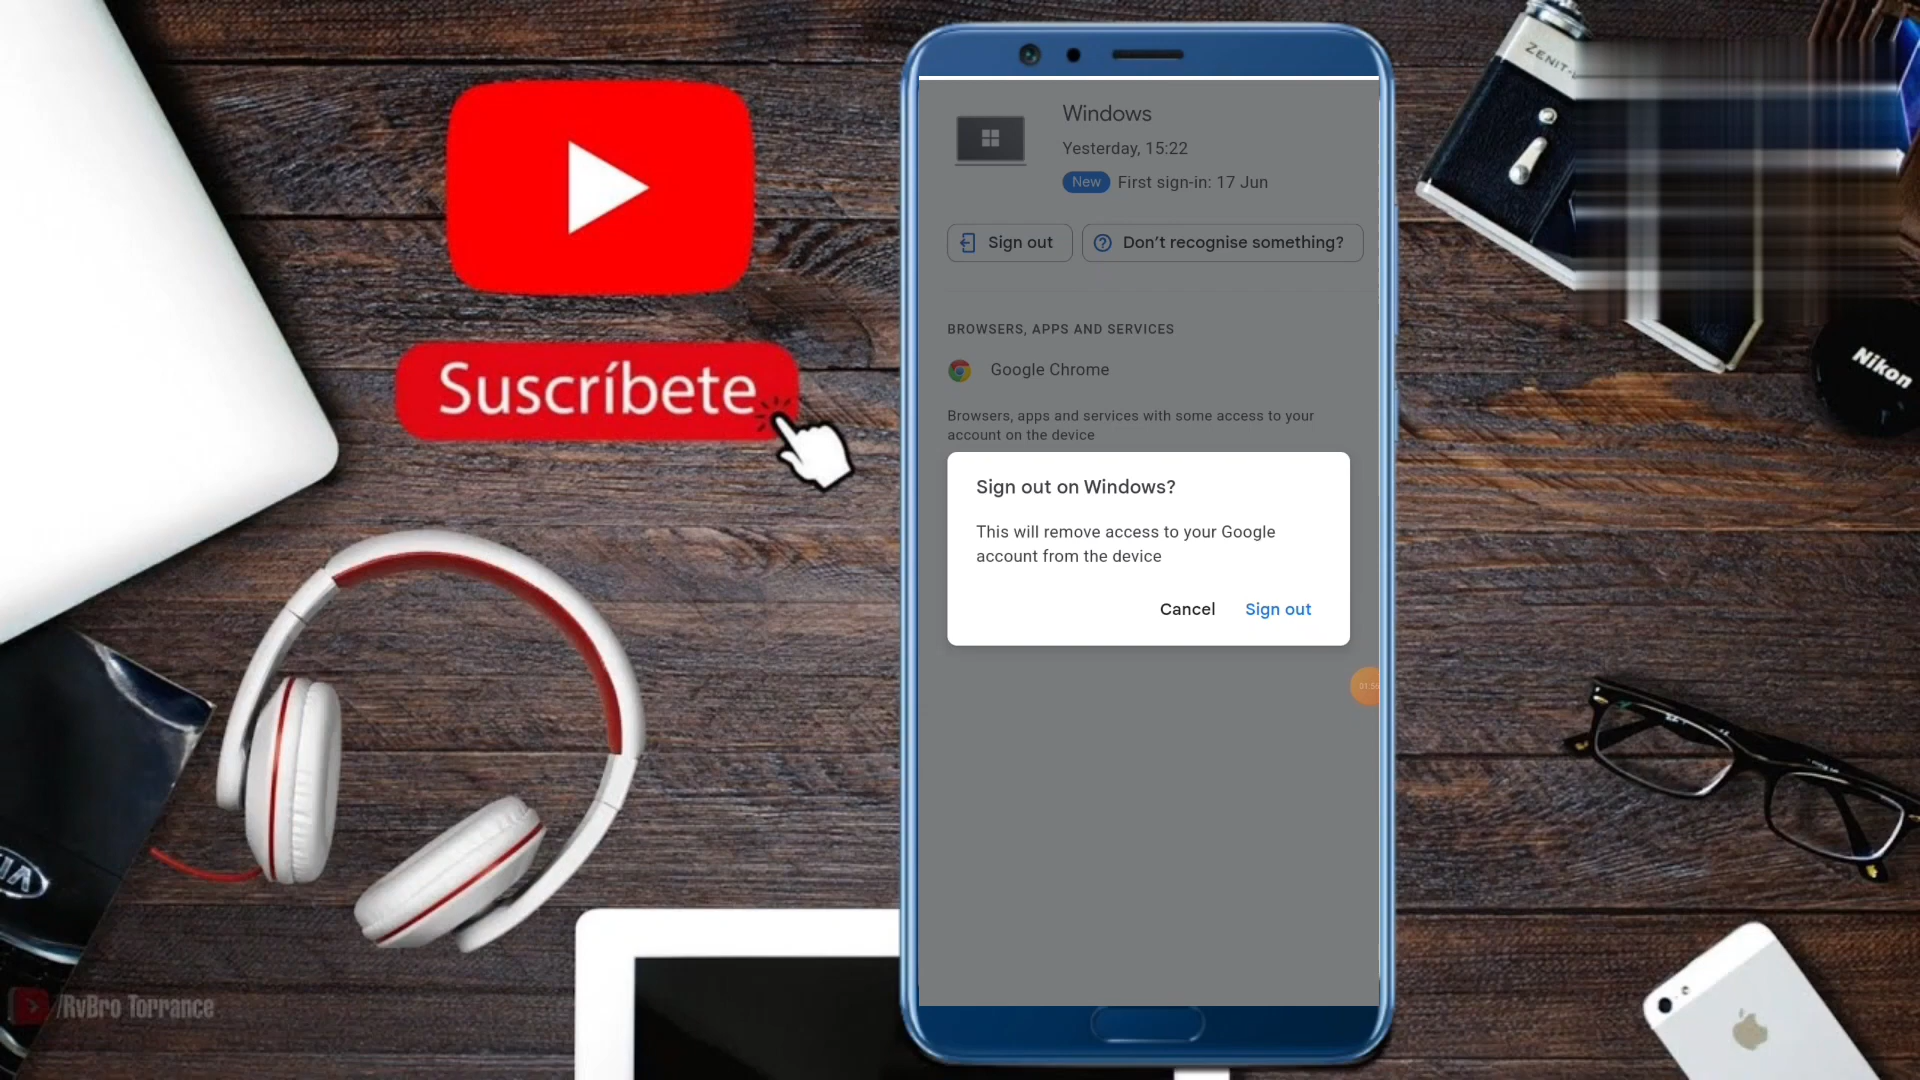 Suscríbete
/RvBro Torrance
Windows
Yesterday, 15:22
New First sign-in: 17 Jun
Sign out
Don't recognise something?
BROWSERS, APPS AND SERVICES
Google Chrome
Browsers, apps and services with some access to your
account on the device
Sign out on Windows?
This will remove access to your Google
account from the device
Cancel
Sign out
ZENIT
Nikon